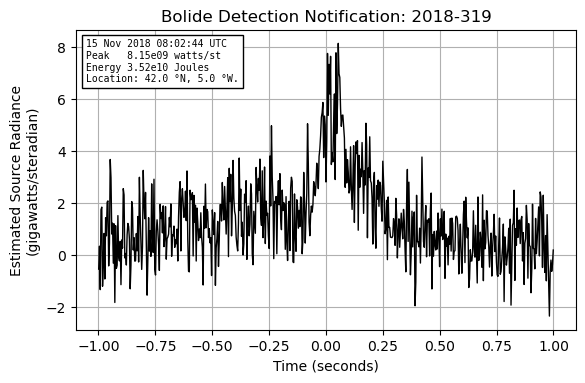 Bolide Detection Notification: 2018-319
15 Nov 2018 08:02:44 UTC
Peak   8.15e09 watts/st
Energy 3.52e10 Joules
Location: 42.0 °N, 5.0 °W.
Estimated Source Radiance
(gigawatts/steradian)
8
6
4
2
0
−2
−1.00 −0.75 −0.50 −0.25 0.00 0.25 0.50 0.75 1.00
Time (seconds)